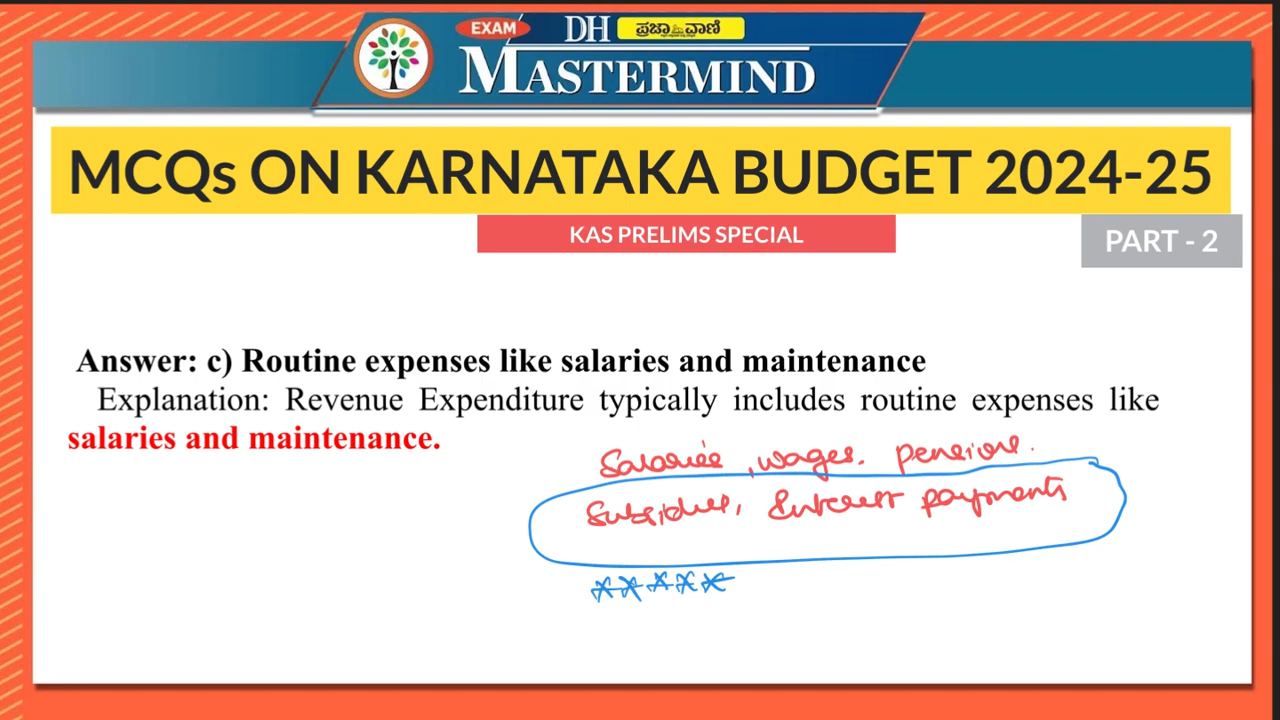 EXAM
DH ಪ್ರಜಾವಾಣಿ
MASTERMIND
MCQs ON KARNATAKA BUDGET 2024-25
KAS PRELIMS SPECIAL
PART - 2
Answer: c) Routine expenses like salaries and maintenance
Explanation: Revenue Expenditure typically includes routine expenses like
salaries and maintenance.
Salaries, wages. pensions.
Subsidies, Interest payments